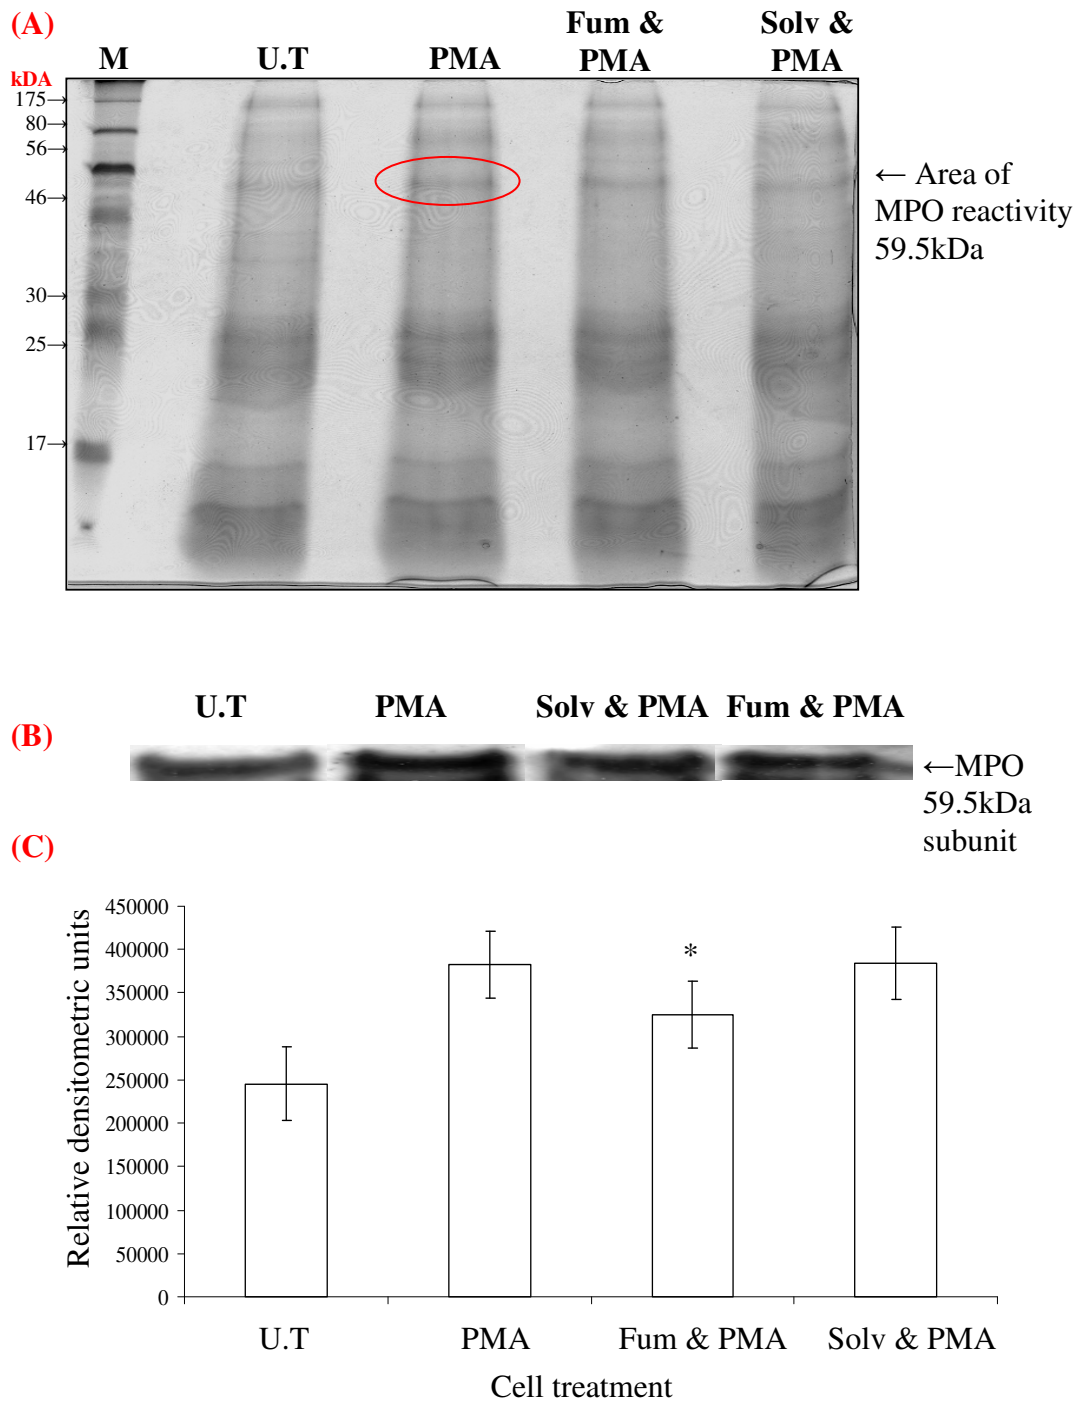 (A)
M
U.T
PMA
Fum &
PMA
Solv &
PMA
kDA
175→
80→
56→
46→
30→
25→
17→
← Area of
MPO reactivity
59.5kDa
(B)
U.T PMA Solv & PMA Fum & PMA
←MPO
59.5kDa
subunit
(C)
Relative densitometric units
450000
400000
350000
300000
250000
200000
150000
100000
50000
0
*
U.T PMA Fum & PMA Solv & PMA
Cell treatment